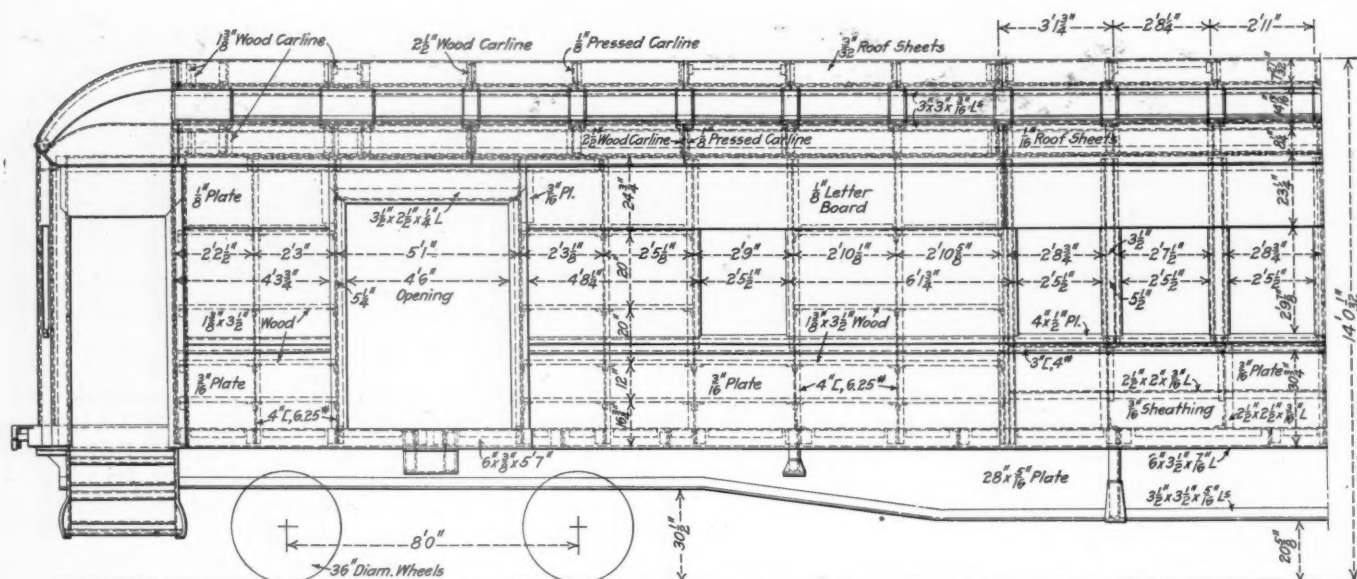 3'1¾" 2'8¼" 2'11"
1⅜" Wood Carline
2½" Wood Carline
⅛" Pressed Carline
3/32" Roof Sheets
3"x3"x3/16" Ls
2½" Wood Carline
⅛" Pressed Carline
1/16" Roof Sheets
8¼"
14'0 1/32"
⅛" Plate
3½"x2½"x¼" L
3/16" Pl.
24¾"
⅛" Letter
Board
23¼"
2'2½" 2'3" 5'1" 2'3⅛" 2'5⅛" 2'9" 2'10⅛" 2'10⅝" 2'8¾" 3½" 2'7½" 2'8¾"
4'3¾" 4'6" 4'8¼" 20" 2'5½" 6'1¾" 2'5½" 2'5½" 2'5½"
Opening
5¼"
5½"
29⅞"
1⅜"x3½" Wood
20"
1⅜"x3½" Wood
4"x½" Pl.
3"[,4#
3/16" Plate
12"
3/16" Plate
4"[, 6.25#
2½"x2"x3/16" L
3/16" Plate
30¾"
4"[, 6.25#
3/16" Sheathing
2½"x2½"x3/16" L
6"x⅜"x5'7"
6"x3½"x7/16" L
28"x5/16" Plate
3½"x3½"x5/16" Ls
8'0"
30½"
20⅝"
36" Diam. Wheels